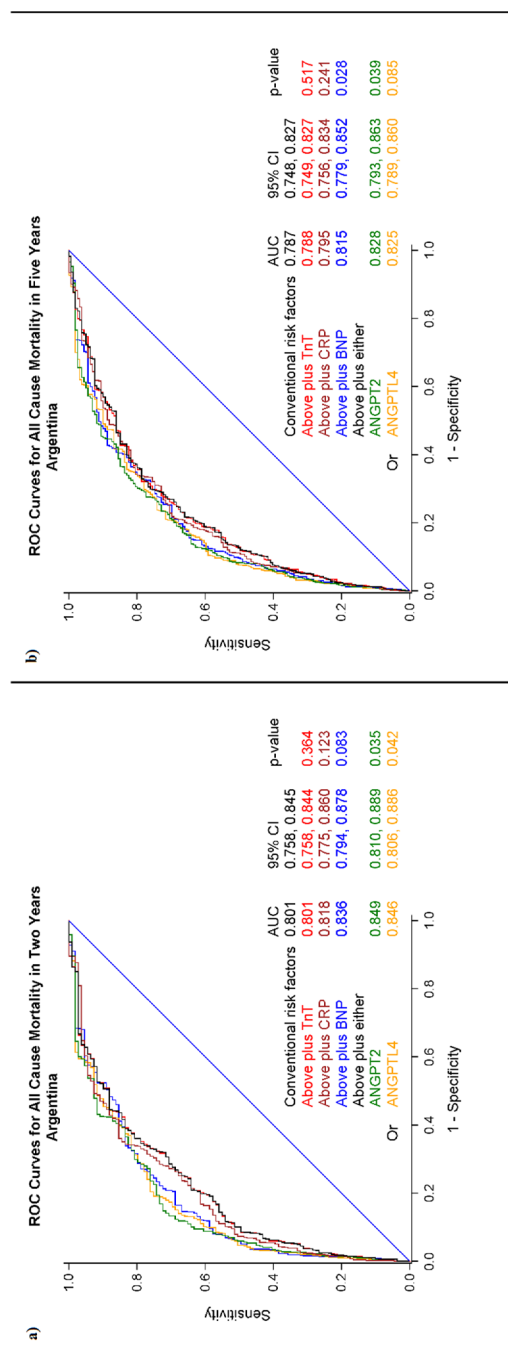 a)
ROC Curves for All Cause Mortality in Two Years
Argentina
Sensitivity
1.0
0.8
0.6
0.4
0.2
0.0
AUC 95% CI p-value
Conventional risk factors 0.801 0.758, 0.845
Above plus TnT 0.801 0.758, 0.844 0.364
Above plus CRP 0.818 0.775, 0.860 0.123
Above plus BNP 0.836 0.794, 0.878 0.083
Above plus either
ANGPT2 0.849 0.810, 0.889 0.035
Or ANGPTL4 0.846 0.806, 0.886 0.042
0.0 0.2 0.4 0.6 0.8 1.0
1 - Specificity
b)
ROC Curves for All Cause Mortality in Five Years
Argentina
Sensitivity
1.0
0.8
0.6
0.4
0.2
0.0
AUC 95% CI p-value
Conventional risk factors 0.787 0.748, 0.827
Above plus TnT 0.788 0.749, 0.827 0.517
Above plus CRP 0.795 0.756, 0.834 0.241
Above plus BNP 0.815 0.779, 0.852 0.028
Above plus either
ANGPT2 0.828 0.793, 0.863 0.039
Or ANGPTL4 0.825 0.789, 0.860 0.085
0.0 0.2 0.4 0.6 0.8 1.0
1 - Specificity